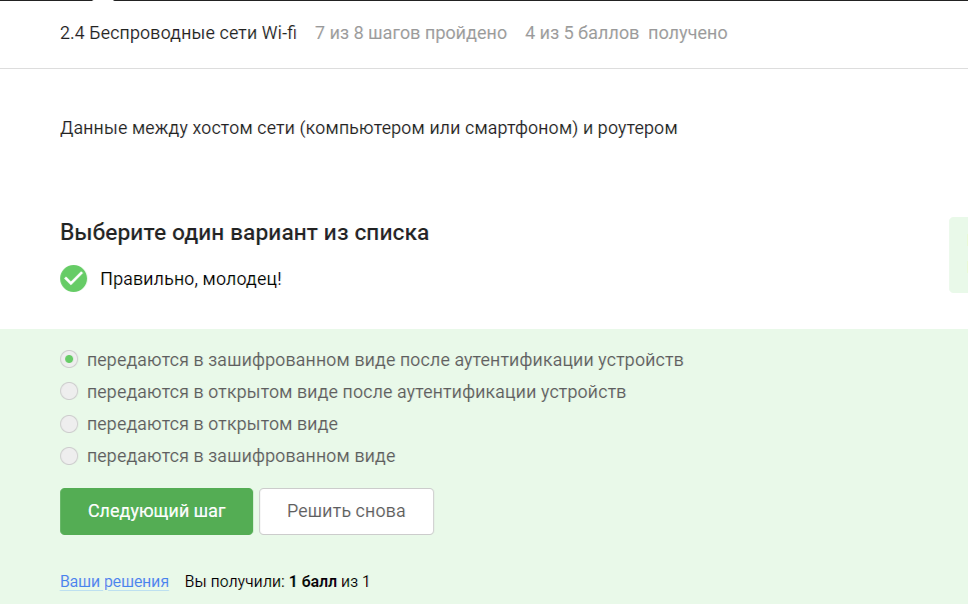 2.4 Беспроводные сети Wi-fi 7 из 8 шагов пройдено 4 из 5 баллов получено
Данные между хостом сети (компьютером или смартфоном) и роутером
Выберите один вариант из списка
Правильно, молодец!
передаются в зашифрованном виде после аутентификации устройств
передаются в открытом виде после аутентификации устройств
передаются в открытом виде
передаются в зашифрованном виде
Следующий шаг Решить снова
Ваши решения Вы получили: 1 балл из 1